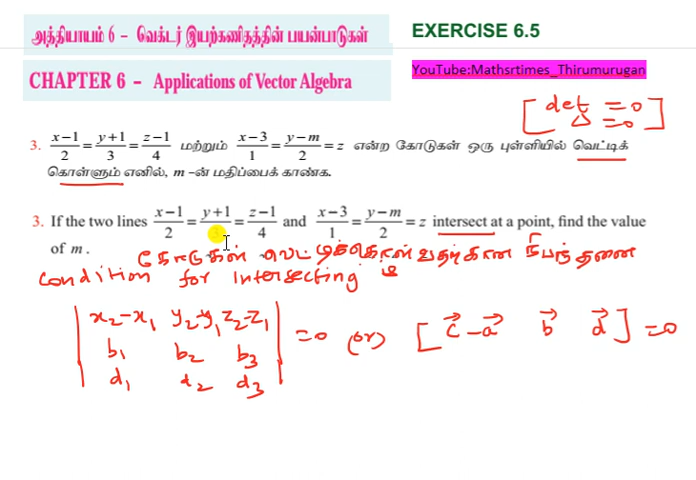 அத்தியாயம் 6 – வெக்டர் இயற்கணிதத்தின் பயன்பாடுகள்
EXERCISE 6.5
CHAPTER 6 – Applications of Vector Algebra
YouTube:Mathsrtimes_Thirumurugan
[det = 0 Δ = 0]
3. x−1/2 = y+1/3 = z−1/4 மற்றும் x−3/1 = y−m/2 = z என்ற கோடுகள் ஒரு புள்ளியில் வெட்டிக்
கொள்ளும் எனில், m -ன் மதிப்பைக் காண்க.
3. If the two lines x−1/2 = y+1/3 = z−1/4 and x−3/1 = y−m/2 = z intersect at a point, find the value
of m .
கோடுகள் வெட்டிக்கொள்வதற்கான நிபந்தனை
condition for Intersecting
| x₂−x₁ y₂−y₁ z₂−z₁ |
| b₁ b₂ b₃ | = 0 (or) [c⃗−a⃗ b⃗ d⃗] = 0
| d₁ d₂ d₃ |